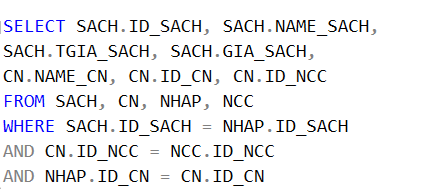 SELECT SACH.ID_SACH, SACH.NAME_SACH,
SACH.TGIA_SACH, SACH.GIA_SACH,
CN.NAME_CN, CN.ID_CN, CN.ID_NCC
FROM SACH, CN, NHAP, NCC
WHERE SACH.ID_SACH = NHAP.ID_SACH
AND CN.ID_NCC = NCC.ID_NCC
AND NHAP.ID_CN = CN.ID_CN